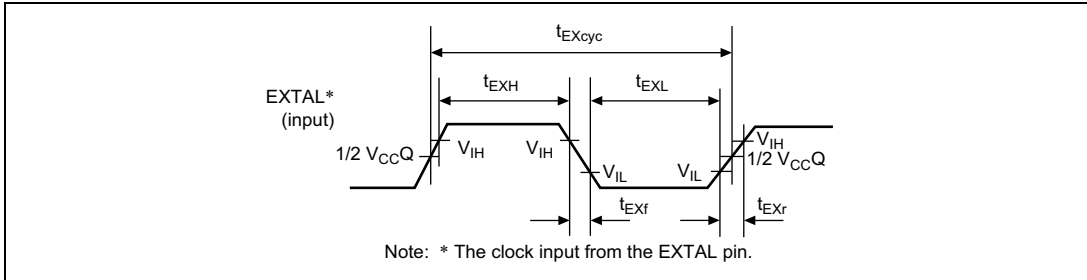 tEXcyc
tEXH
tEXL
EXTAL*
(input)
1/2 VCCQ
VIH
VIH
VIL
VIL
VIH
1/2 VCCQ
tEXf
tEXr
Note: * The clock input from the EXTAL pin.